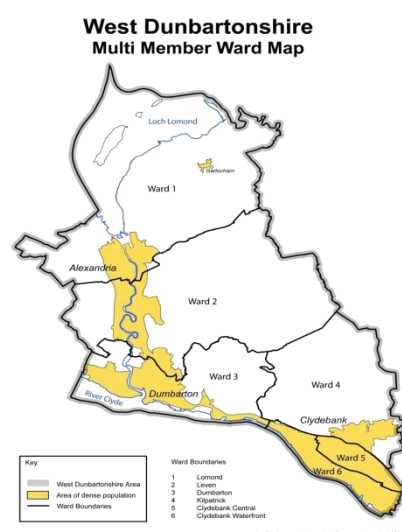 West Dunbartonshire
Multi Member Ward Map
Loch Lomond
Gartocharn
Ward 1
Alexandria
Ward 2
Ward 3
Ward 4
River Clyde
Dumbarton
Clydebank
Ward 5
Ward 6
Key
West Dunbartonshire Area
Area of dense population
Ward Boundaries
Ward Boundaries
1 Lomond
2 Leven
3 Dumbarton
4 Kilpatrick
5 Clydebank Central
6 Clydebank Waterfront